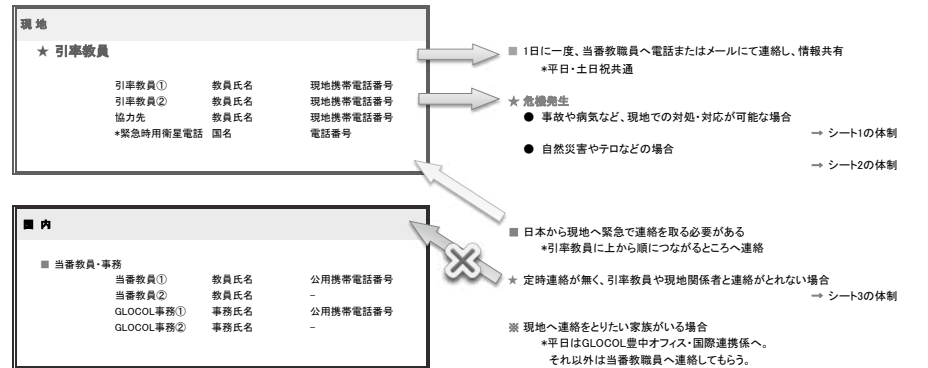 現 地
★ 引率教員
引率教員① 教員氏名 現地携帯電話番号
引率教員② 教員氏名 現地携帯電話番号
協力先 教員氏名 現地携帯電話番号
*緊急時用衛星電話 国名 電話番号
■ 1日に一度、当番教職員へ電話またはメールにて連絡し、情報共有
*平日・土日祝共通
★ 危機発生
● 事故や病気など、現地での対処・対応が可能な場合
→ シート1の体制
● 自然災害やテロなどの場合
→ シート2の体制
国 内
■ 当番教員・事務
当番教員① 教員氏名 公用携帯電話番号
当番教員② 教員氏名 −
GLOCOL事務① 事務氏名 公用携帯電話番号
GLOCOL事務② 事務氏名 −
■ 日本から現地へ緊急で連絡を取る必要がある
*引率教員に上から順につながるところへ連絡
★ 定時連絡が無く、引率教員や現地関係者と連絡がとれない場合
→ シート3の体制
※ 現地へ連絡をとりたい家族がいる場合
*平日はGLOCOL豊中オフィス・国際連携係へ。
それ以外は当番教職員へ連絡してもらう。